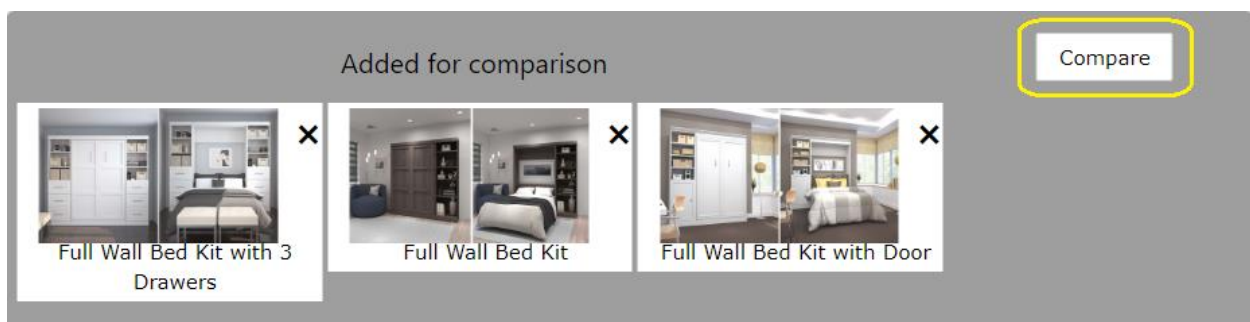 Added for comparison
Compare
Full Wall Bed Kit with 3
Drawers
Full Wall Bed Kit
Full Wall Bed Kit with Door